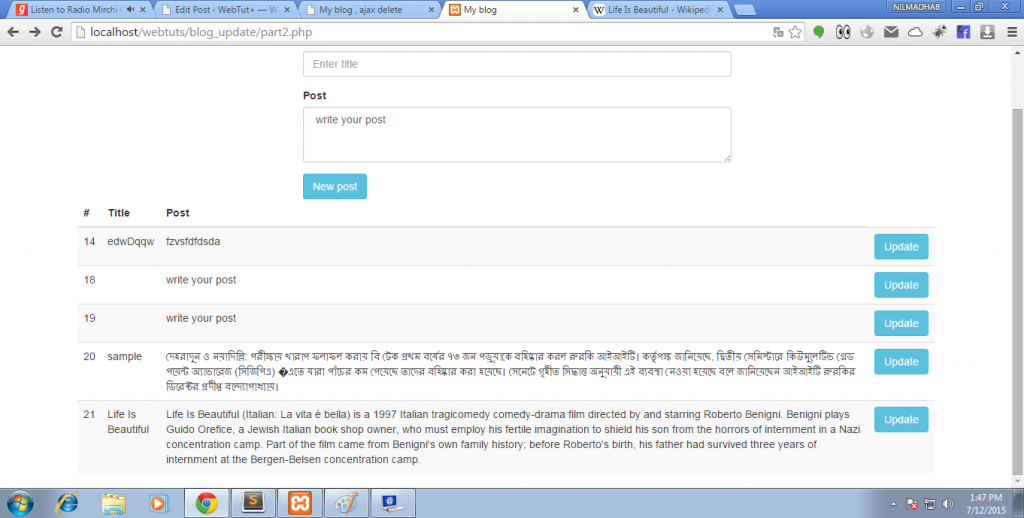 Listen to Radio Mirchi
Edit Post ‹ WebTut+ — W
My blog , ajax delete
My blog
Life Is Beautiful - Wikiped
NILMADHAB
localhost/webtuts/blog_update/part2.php
Enter title
Post
write your post
New post
# Title Post
14 edwDqqw fzvsfdfdsda Update
18 write your post Update
19 write your post Update
20 sample দেহরাদুন ও নয়াদিল্লি: পরীক্ষায় খারাপ ফলাফল করায় বি টেক প্রথম বর্ষের ৭৩ জন পড়ুয়াকে বহিষ্কার করল রুরকি আইআইটি। কর্তৃপক্ষ জানিয়েছে, দ্বিতীয় সেমিস্টারে কিউমুলেটিভ গ্রেড Update
পয়েন্ট অ্যাভারেজ (সিজিপিএ) �এতে যারা পাঁচের কম পেয়েছে তাদের বহিষ্কার করা হয়েছে। সেনেটে গৃহীত সিদ্ধান্ত অনুযায়ী এই ব্যবস্থা নেওয়া হয়েছে বলে জানিয়েছেন আইআইটি রুরকির
ডিরেক্টর প্রদীপ্ত বন্দ্যোপাধ্যায়।
21 Life Is Life Is Beautiful (Italian: La vita è bella) is a 1997 Italian tragicomedy comedy-drama film directed by and starring Roberto Benigni. Benigni plays Update
Beautiful Guido Orefice, a Jewish Italian book shop owner, who must employ his fertile imagination to shield his son from the horrors of internment in a Nazi
concentration camp. Part of the film came from Benigni's own family history; before Roberto's birth, his father had survived three years of
internment at the Bergen-Belsen concentration camp.
1:47 PM
7/12/2015